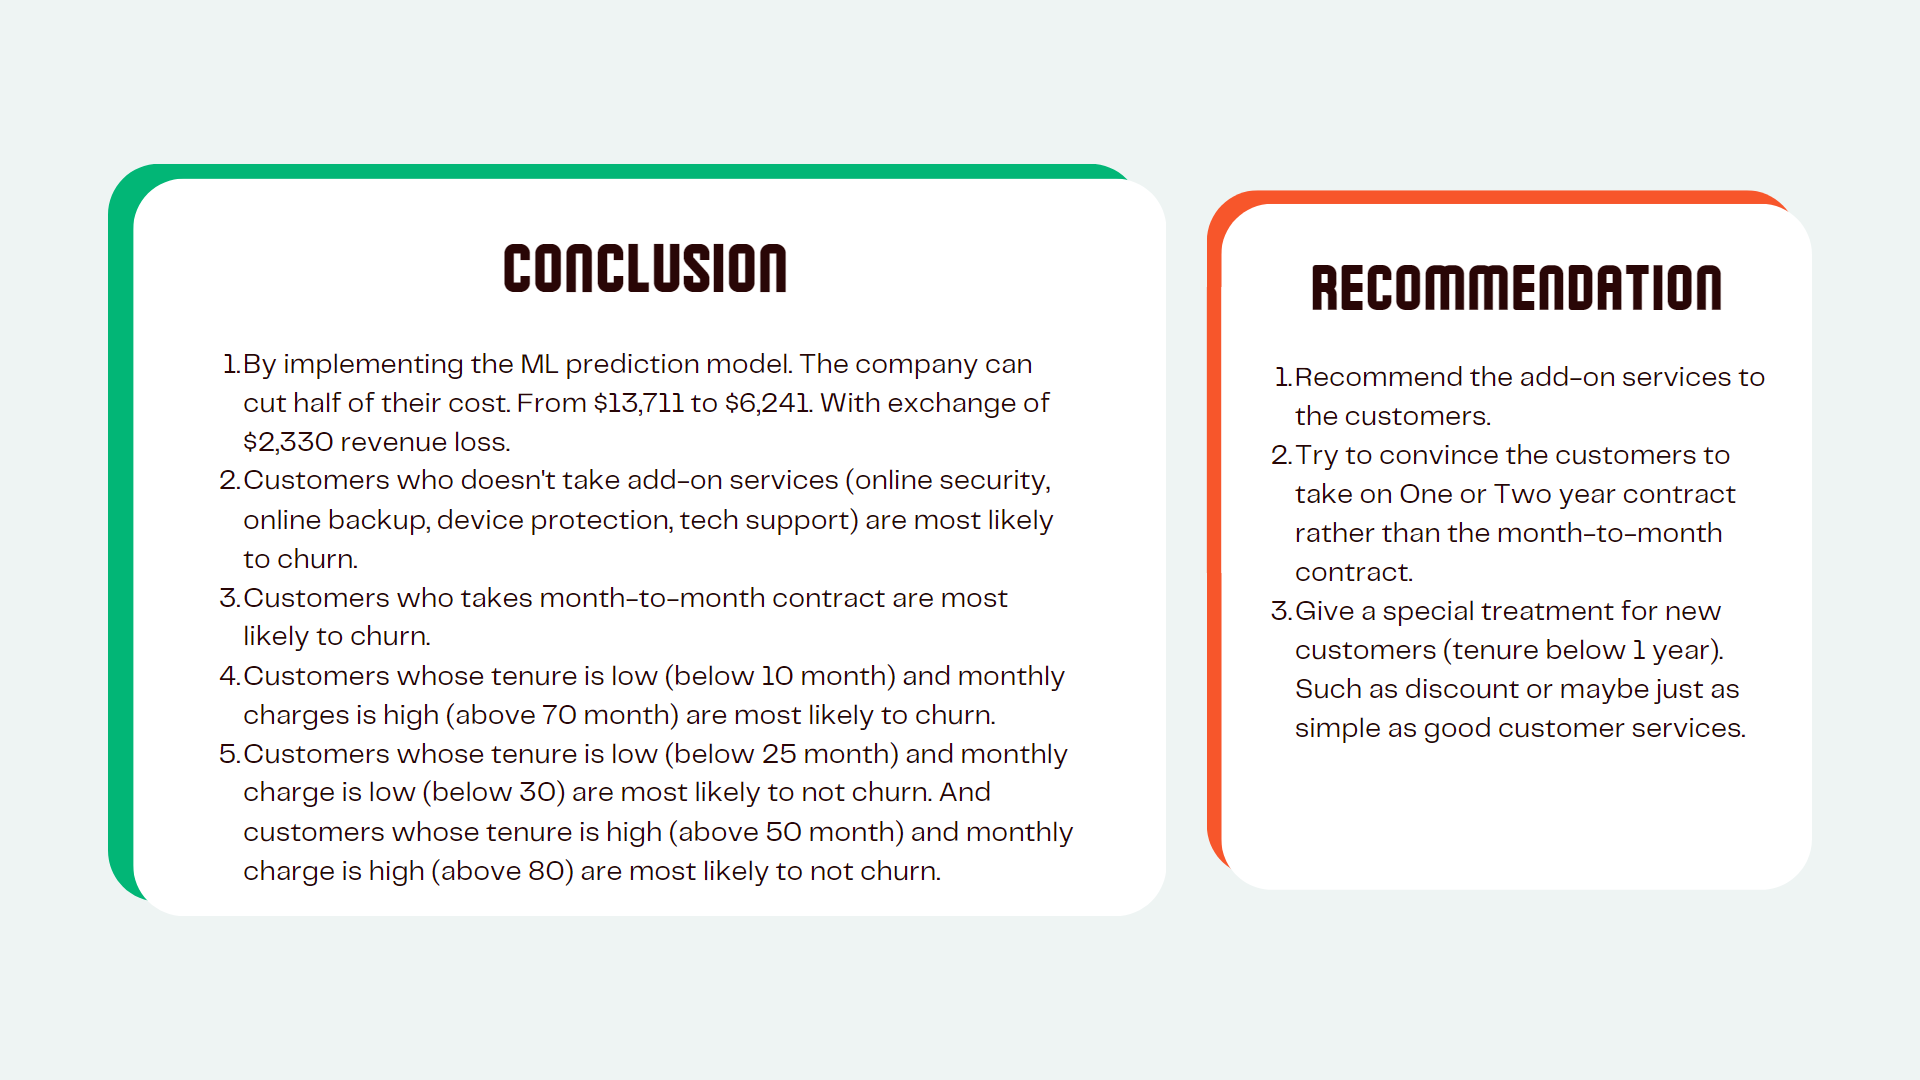 CONCLUSION
1.By implementing the ML prediction model. The company can
cut half of their cost. From $13,711 to $6,241. With exchange of
$2,330 revenue loss.
2.Customers who doesn't take add-on services (online security,
online backup, device protection, tech support) are most likely
to churn.
3.Customers who takes month-to-month contract are most
likely to churn.
4.Customers whose tenure is low (below 10 month) and monthly
charges is high (above 70 month) are most likely to churn.
5.Customers whose tenure is low (below 25 month) and monthly
charge is low (below 30) are most likely to not churn. And
customers whose tenure is high (above 50 month) and monthly
charge is high (above 80) are most likely to not churn.
RECOMMENDATION
1.Recommend the add-on services to
the customers.
2.Try to convince the customers to
take on One or Two year contract
rather than the month-to-month
contract.
3.Give a special treatment for new
customers (tenure below 1 year).
Such as discount or maybe just as
simple as good customer services.